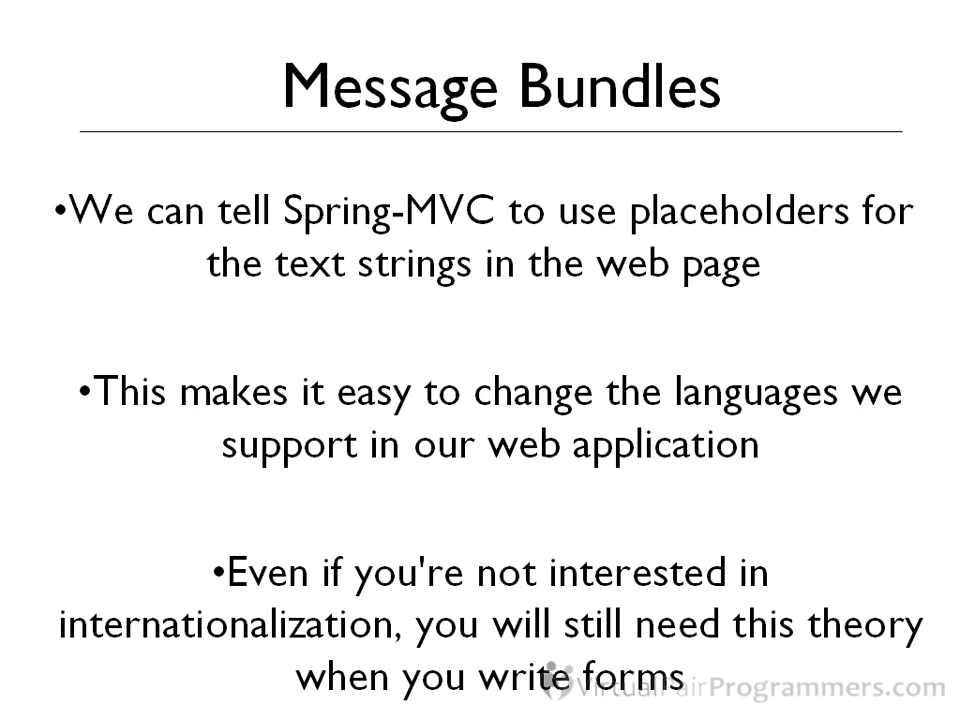 Message Bundles
•We can tell Spring-MVC to use placeholders for
the text strings in the web page
•This makes it easy to change the languages we
support in our web application
•Even if you're not interested in
internationalization, you will still need this theory
when you write forms
VirtualPairProgrammers.com